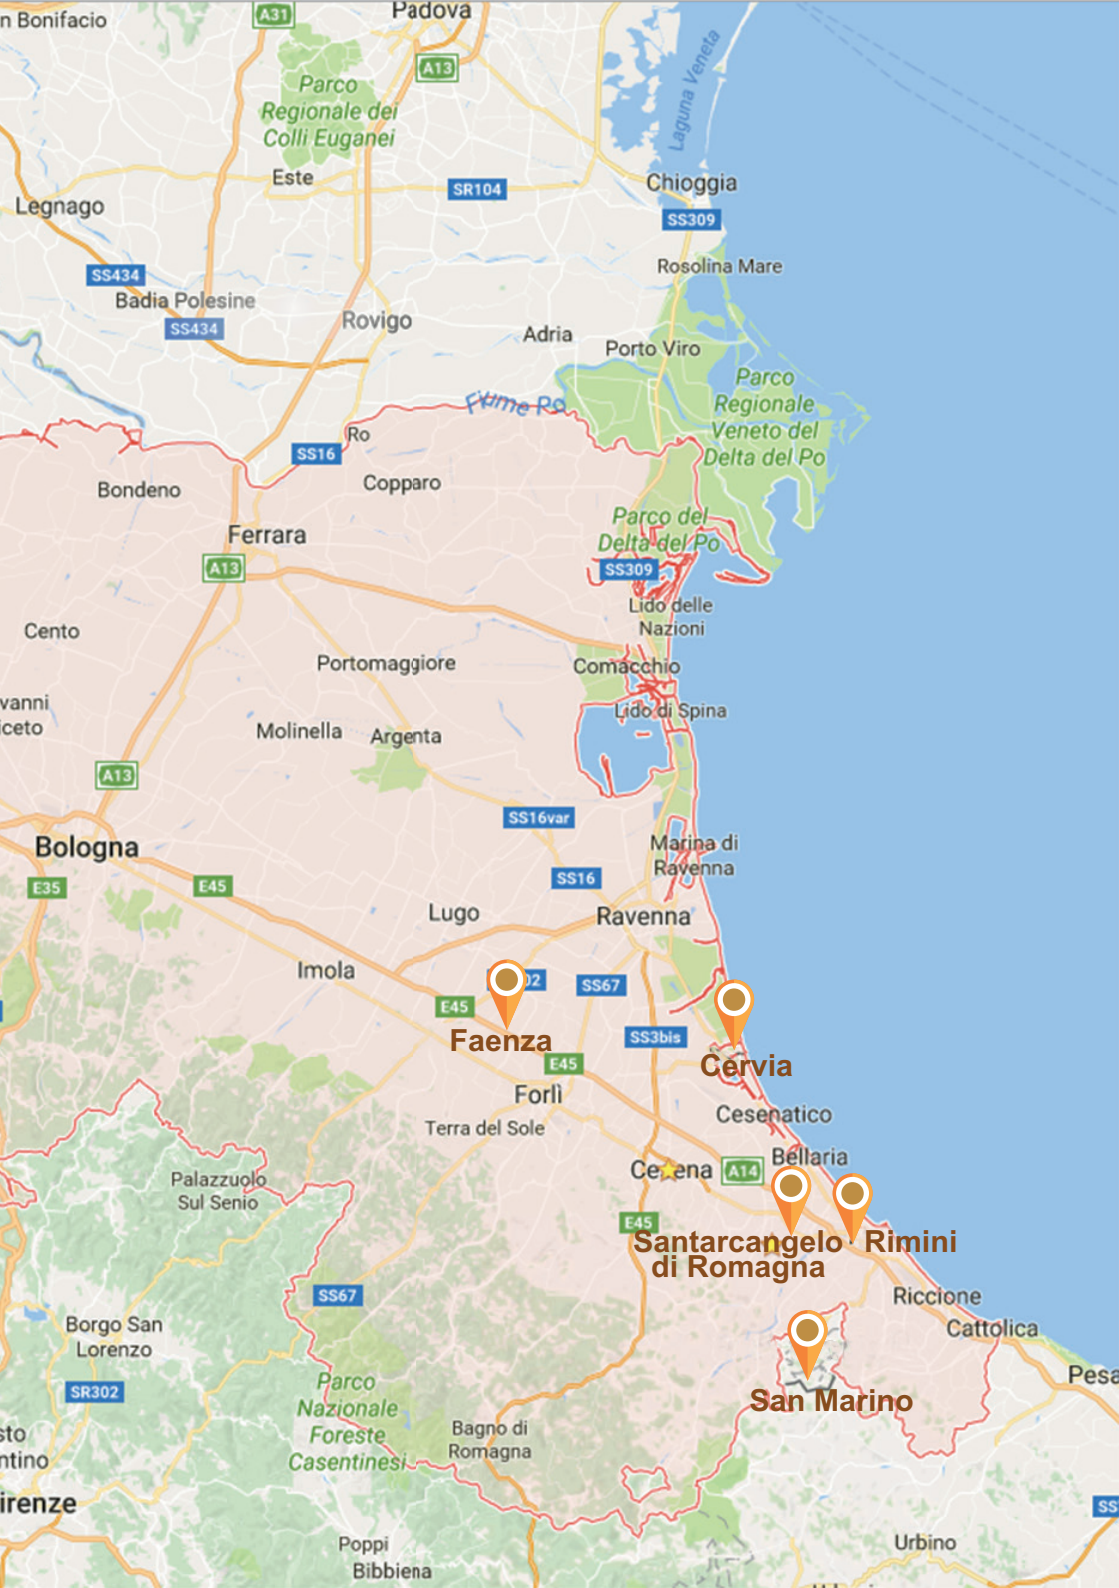 n Bonifacio
A31
Padova
A13
Parco
Regionale dei
Colli Euganei
Laguna Veneta
Este
SR104
Chioggia
Legnago
SS309
Rosolina Mare
SS434
Badia Polesine
SS434
Rovigo
Adria
Porto Viro
Parco
Regionale
Veneto del
Delta del Po
Fiume Po
Ro
SS16
Bondeno
Copparo
Ferrara
Parco del
Delta del Po
A13
SS309
Lido delle
Nazioni
Cento
Portomaggiore
Comacchio
vanni
iceto
Lido di Spina
Molinella
Argenta
A13
SS16var
Bologna
Marina di
Ravenna
E35
E45
SS16
Lugo
Ravenna
Imola
02
SS67
E45
Faenza
SS3bis
Cervia
E45
Forlì
Cesenatico
Terra del Sole
Bellaria
Cesena
A14
Palazzuolo
Sul Senio
E45
Santarcangelo
di Romagna
Rimini
SS67
Riccione
Borgo San
Lorenzo
Cattolica
Pesa
SR302
Parco
Nazionale
Foreste
Casentinesi
San Marino
sto
ntino
Bagno di
Romagna
irenze
SS
Poppi
Urbino
Bibbiena